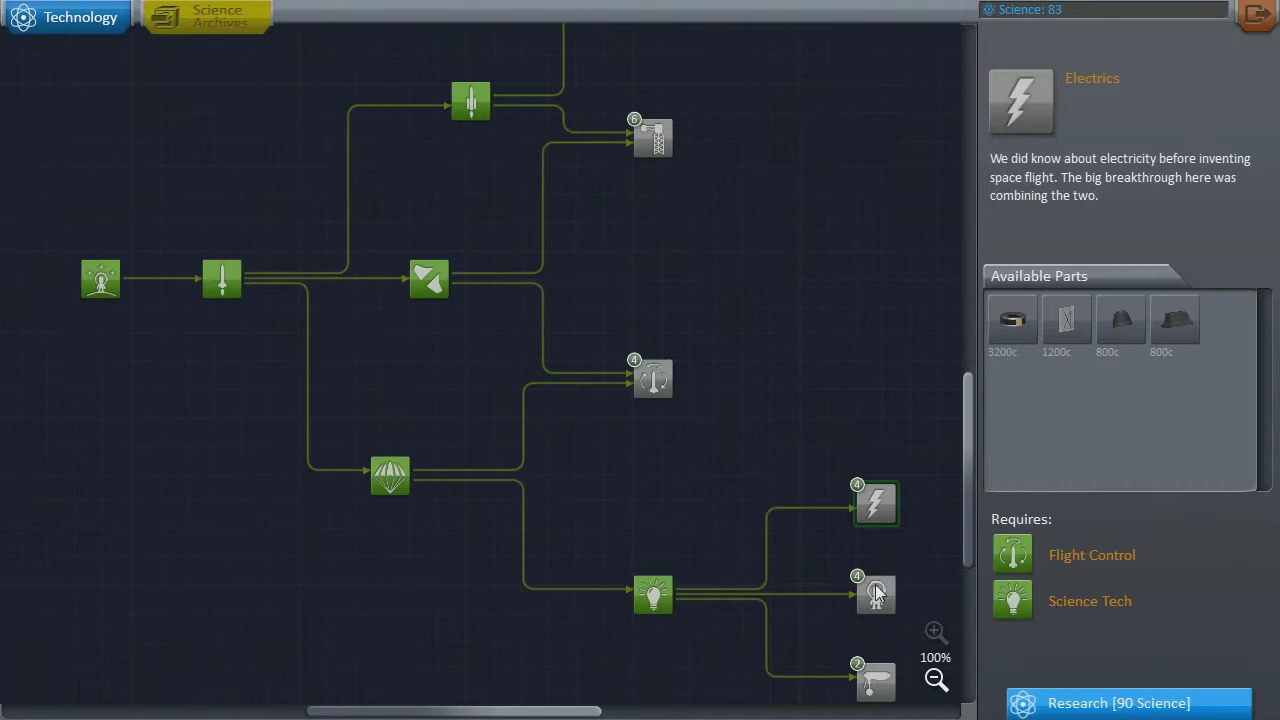 Technology
Science
Archives
Science: 83
Electrics
We did know about electricity before inventing
space flight. The big breakthrough here was
combining the two.
Available Parts
3200c 1200c 800c 800c
Requires:
Flight Control
Science Tech
Research [90 Science]
6
4
4
4
2
100%